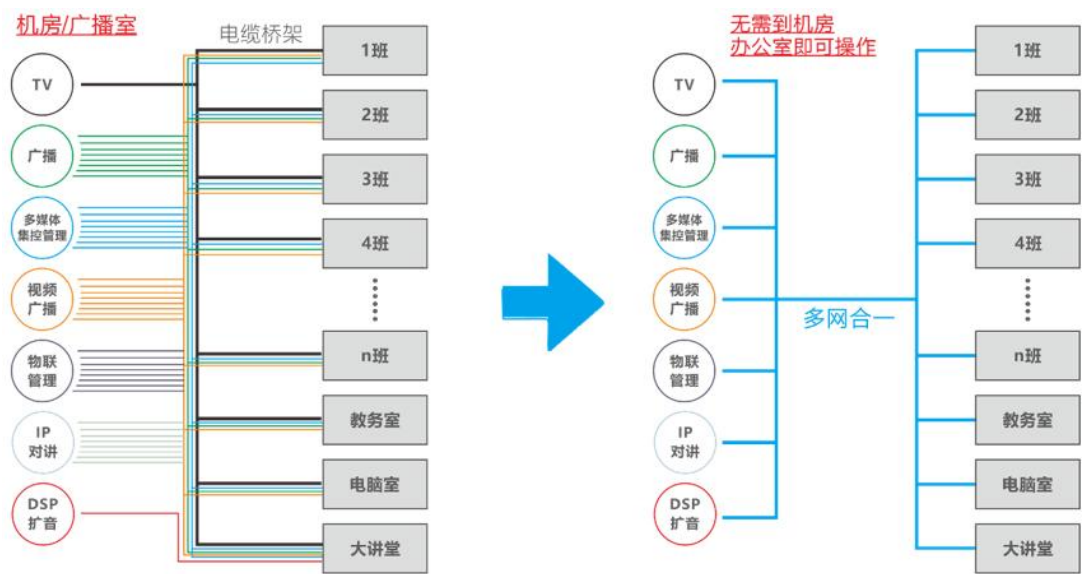 机房/广播室
电缆桥架
TV
广播
多媒体
集控管理
视频
广播
物联
管理
IP
对讲
DSP
扩音
1班
2班
3班
4班
n班
教务室
电脑室
大讲堂
无需到机房
办公室即可操作
TV
广播
多媒体
集控管理
视频
广播
物联
管理
IP
对讲
DSP
扩音
多网合一
1班
2班
3班
4班
n班
教务室
电脑室
大讲堂